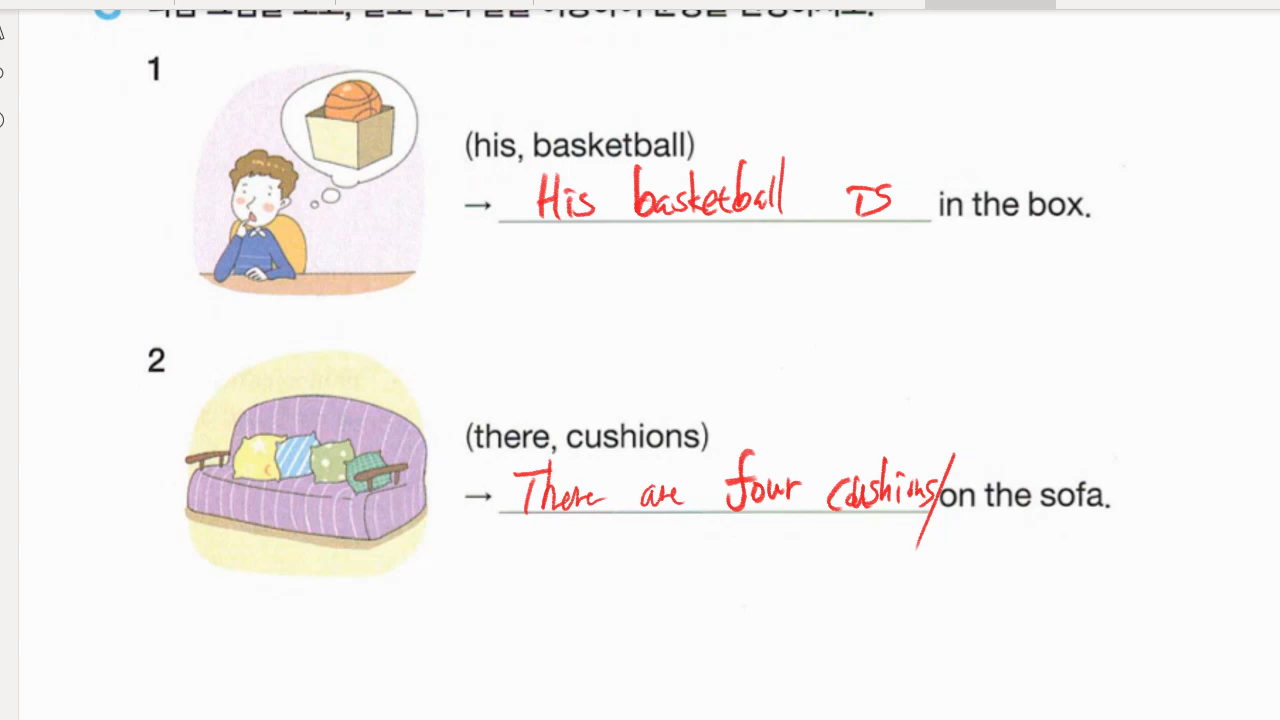 1
(his, basketball)
→ His basketball is in the box.
2
(there, cushions)
→ There are four cushions/on the sofa.